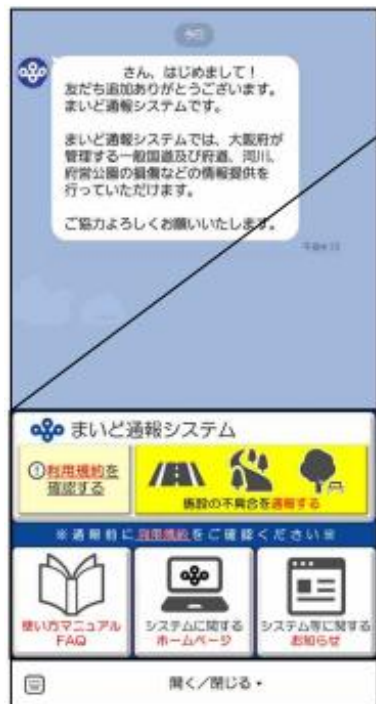 今日
さん、はじめまして！
友だち追加ありがとうございます。
まいど通報システムです。
まいど通報システムでは、大阪府が
管理する一般国道及び府道、河川、
府営公園の損傷などの情報提供を
行っていただけます。
ご協力よろしくお願いいたします。
まいど通報システム
①利用規約を
確認する
施設の不具合を通報する
※通報前に利用規約をご確認ください※
使い方マニュアル
FAQ
システムに関する
ホームページ
システム等に関する
お知らせ
開く／閉じる